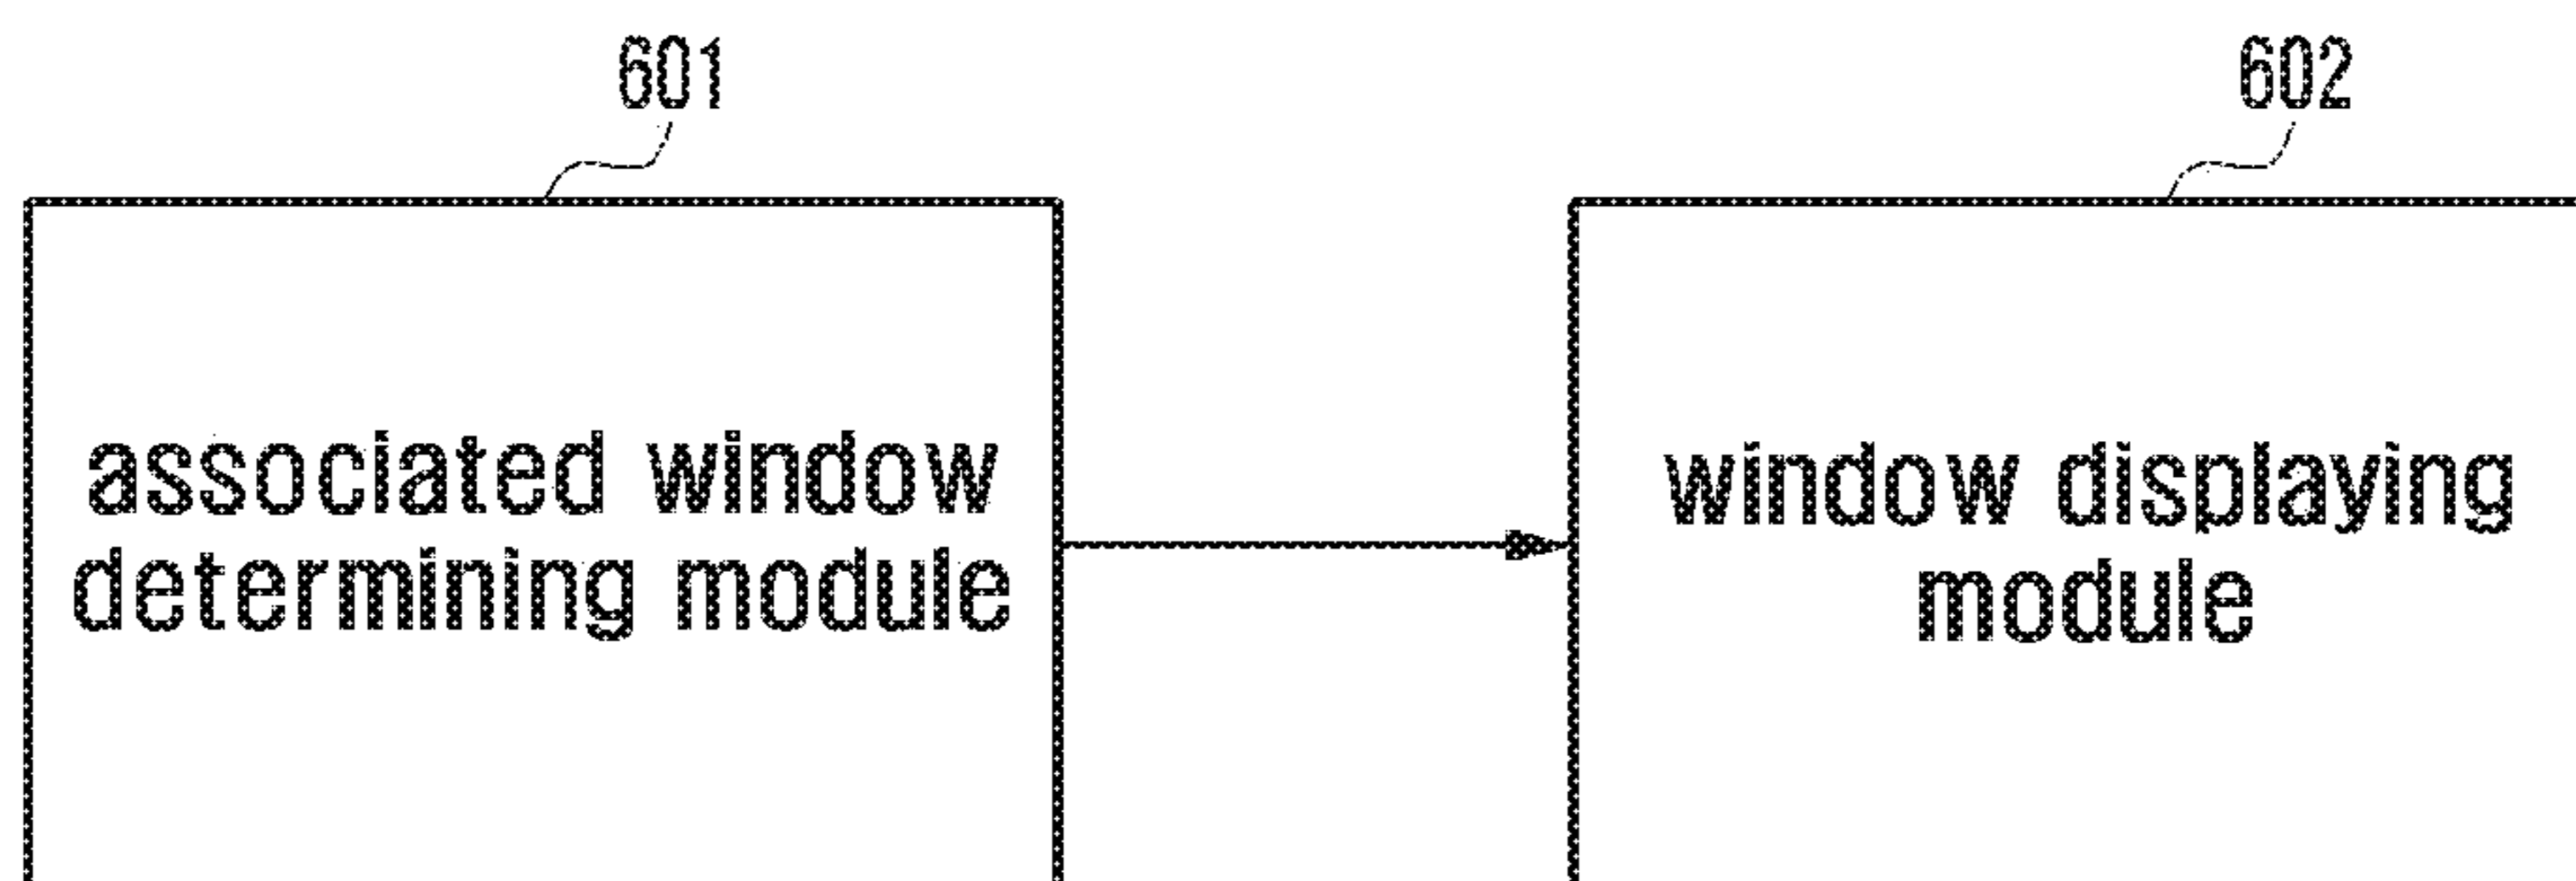 601
602
associated window
determining module
window displaying
module